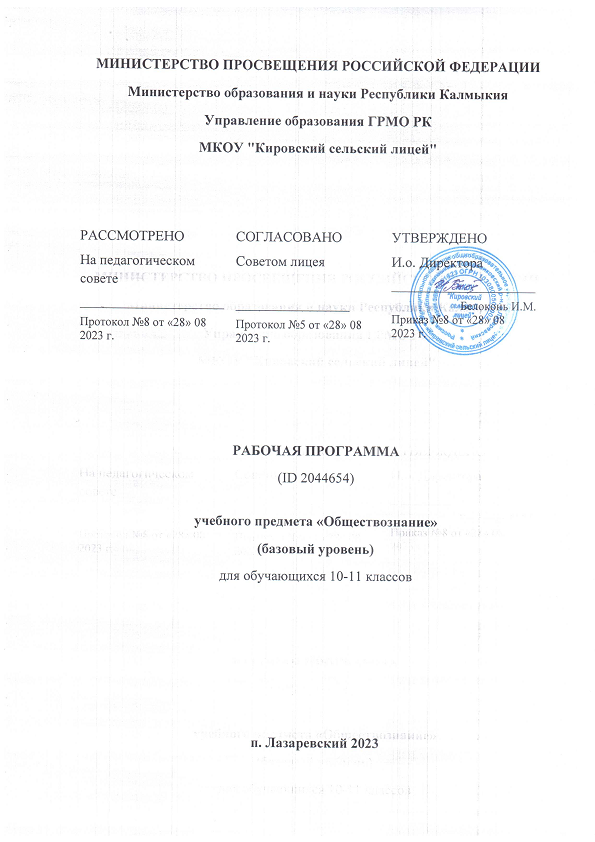 МИНИСТЕРСТВО ПРОСВЕЩЕНИЯ РОССИЙСКОЙ ФЕДЕРАЦИИ
Министерство образования и науки Республики Калмыкия
Управление образования ГРМО РК
МКОУ "Кировский сельский лицей"
РАССМОТРЕНО
На педагогическом
совете
Протокол №8 от «28» 08
2023 г.
СОГЛАСОВАНО
Советом лицея
Протокол №5 от «28» 08
2023 г.
УТВЕРЖДЕНО
И.о. Директора
Белоконь И.М.
Приказ №8 от «28» 08
2023 г.
"Кировский
сельский
лицей"
РАБОЧАЯ ПРОГРАММА
(ID 2044654)
учебного предмета «Обществознание»
(базовый уровень)
для обучающихся 10-11 классов
п. Лазаревский 2023